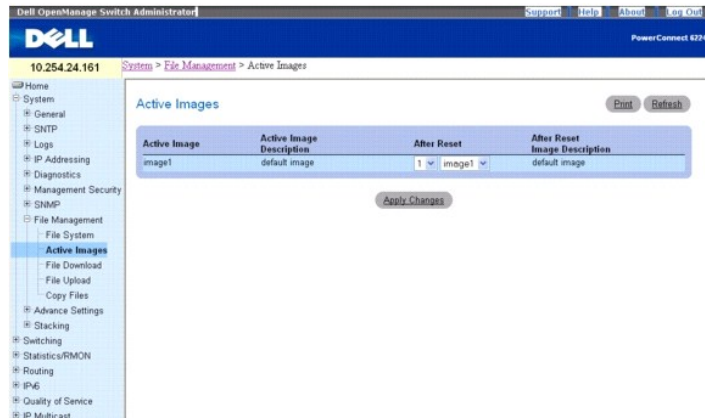 Dell OpenManage Switch Administrator
Support Help About Log Out
DELL
PowerConnect 6224
10.254.24.161
System > File Management > Active Images
Home
System
General
SNTP
Logs
IP Addressing
Diagnostics
Management Security
SNMP
File Management
File System
Active Images
File Download
File Upload
Copy Files
Advance Settings
Stacking
Switching
Statistics/RMON
Routing
IPv6
Quality of Service
IP Multicast
Active Images
Print Refresh
Active Image
Active Image Description
After Reset
After Reset Image Description
image1
default image
1 image1
default image
Apply Changes